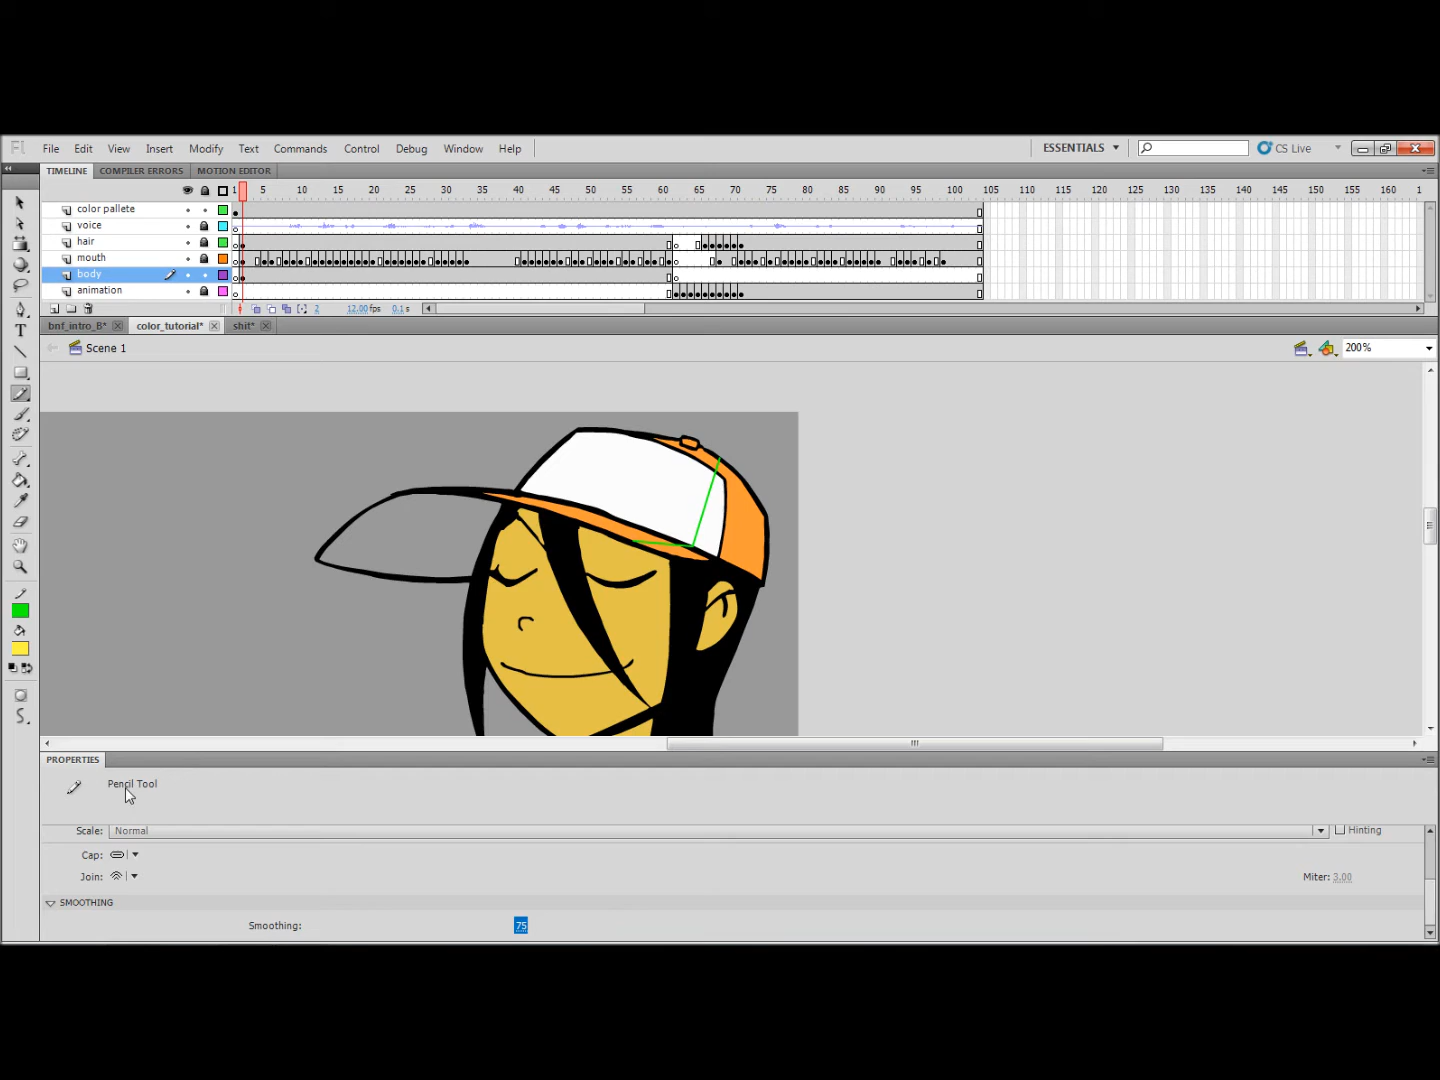 Fl File Edit View Insert Modify Text Commands Control Debug Window Help ESSENTIALS CS Live
TIMELINE COMPILER ERRORS MOTION EDITOR
1 5 10 15 20 25 30 35 40 45 50 55 60 65 70 75 80 85 90 95 100 105 110 115 120 125 130 135 140 145 150 155 160 1
color pallete
voice
hair
mouth
body
animation
2 12.00 fps 0.1 s
bnf_intro_B* color_tutorial* shit*
Scene 1 200%
T
PROPERTIES
Pencil Tool
Scale: Normal Hinting
Cap:
Join: Miter: 3.00
SMOOTHING
Smoothing: 75